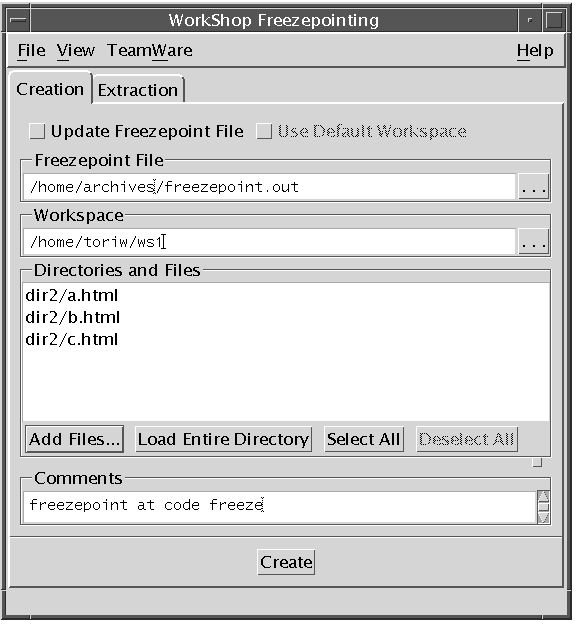 WorkShop Freezepointing
File View TeamWare Help
Creation Extraction
Update Freezepoint File Use Default Workspace
Freezepoint File
/home/archives/freezepoint.out ...
Workspace
/home/toriw/ws1 ...
Directories and Files
dir2/a.html
dir2/b.html
dir2/c.html
Add Files... Load Entire Directory Select All Deselect All
Comments
freezepoint at code freeze
Create